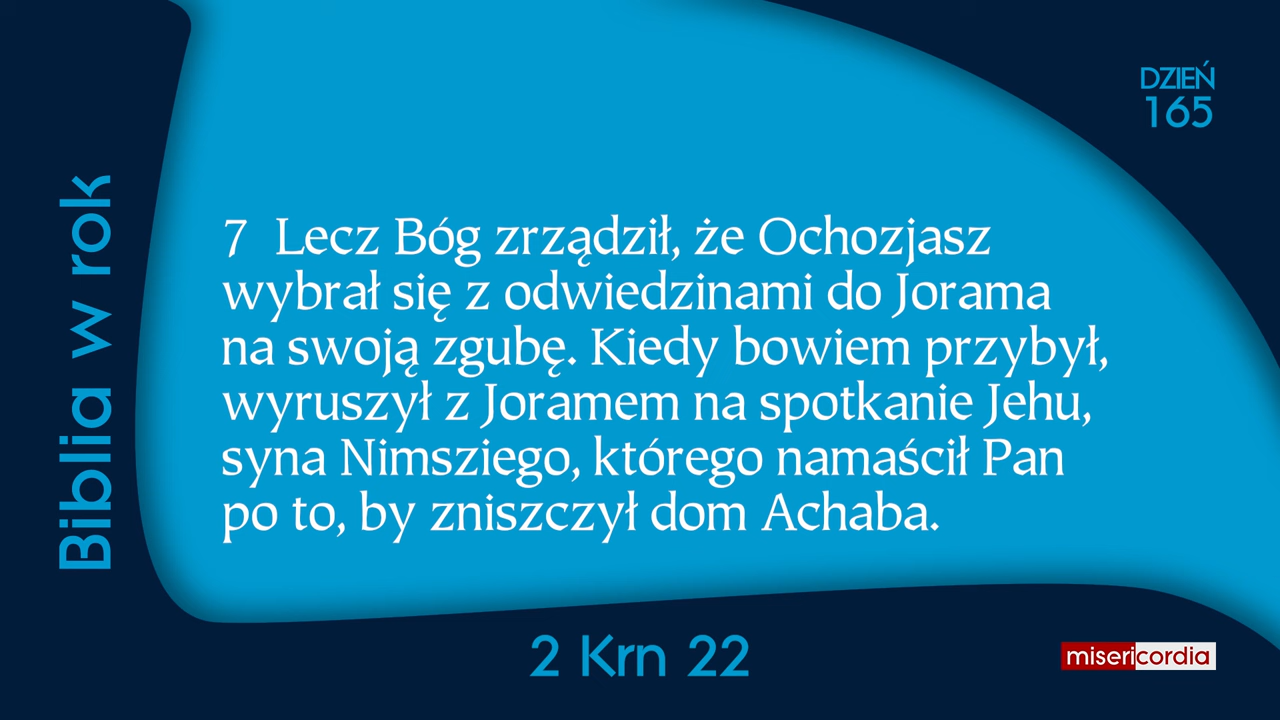 DZIEŃ
165
Biblia w rok
7 Lecz Bóg zrządził, że Ochozjasz
wybrał się z odwiedzinami do Jorama
na swoją zgubę. Kiedy bowiem przybył,
wyruszył z Joramem na spotkanie Jehu,
syna Nimsziego, którego namaścił Pan
po to, by zniszczył dom Achaba.
2 Krn 22
misericordia